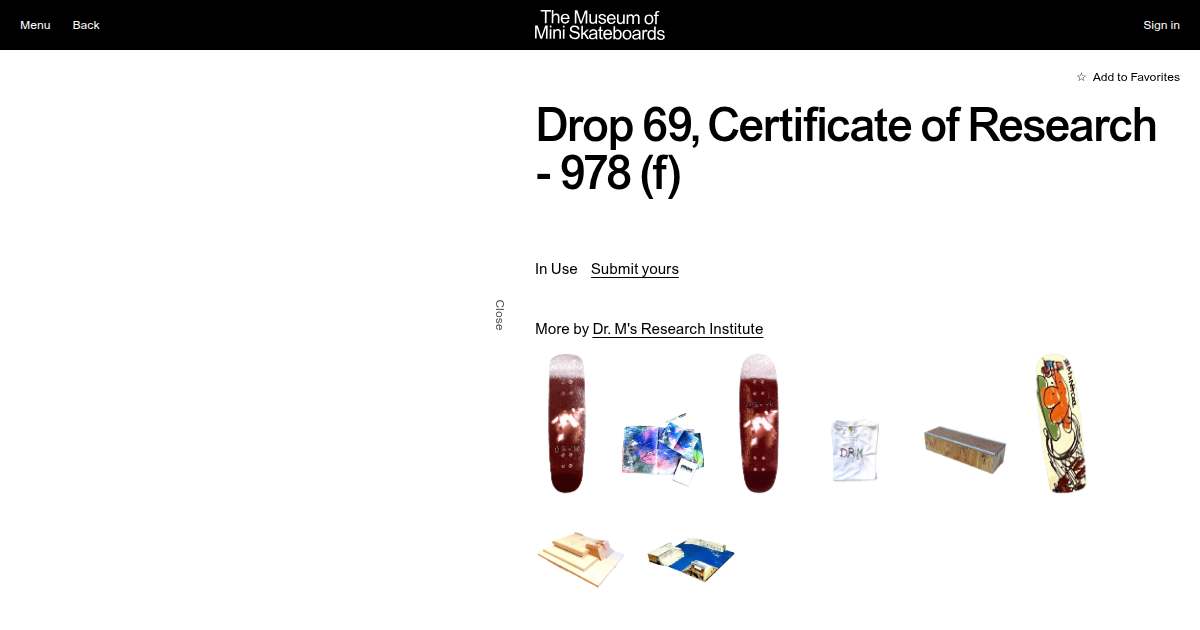 Menu
Back
The Museum of
Mini Skateboards
Sign in
☆ Add to Favorites
Drop 69, Certificate of Research
- 978 (f)
In Use
Submit yours
Close
More by Dr. M's Research Institute
DR.M